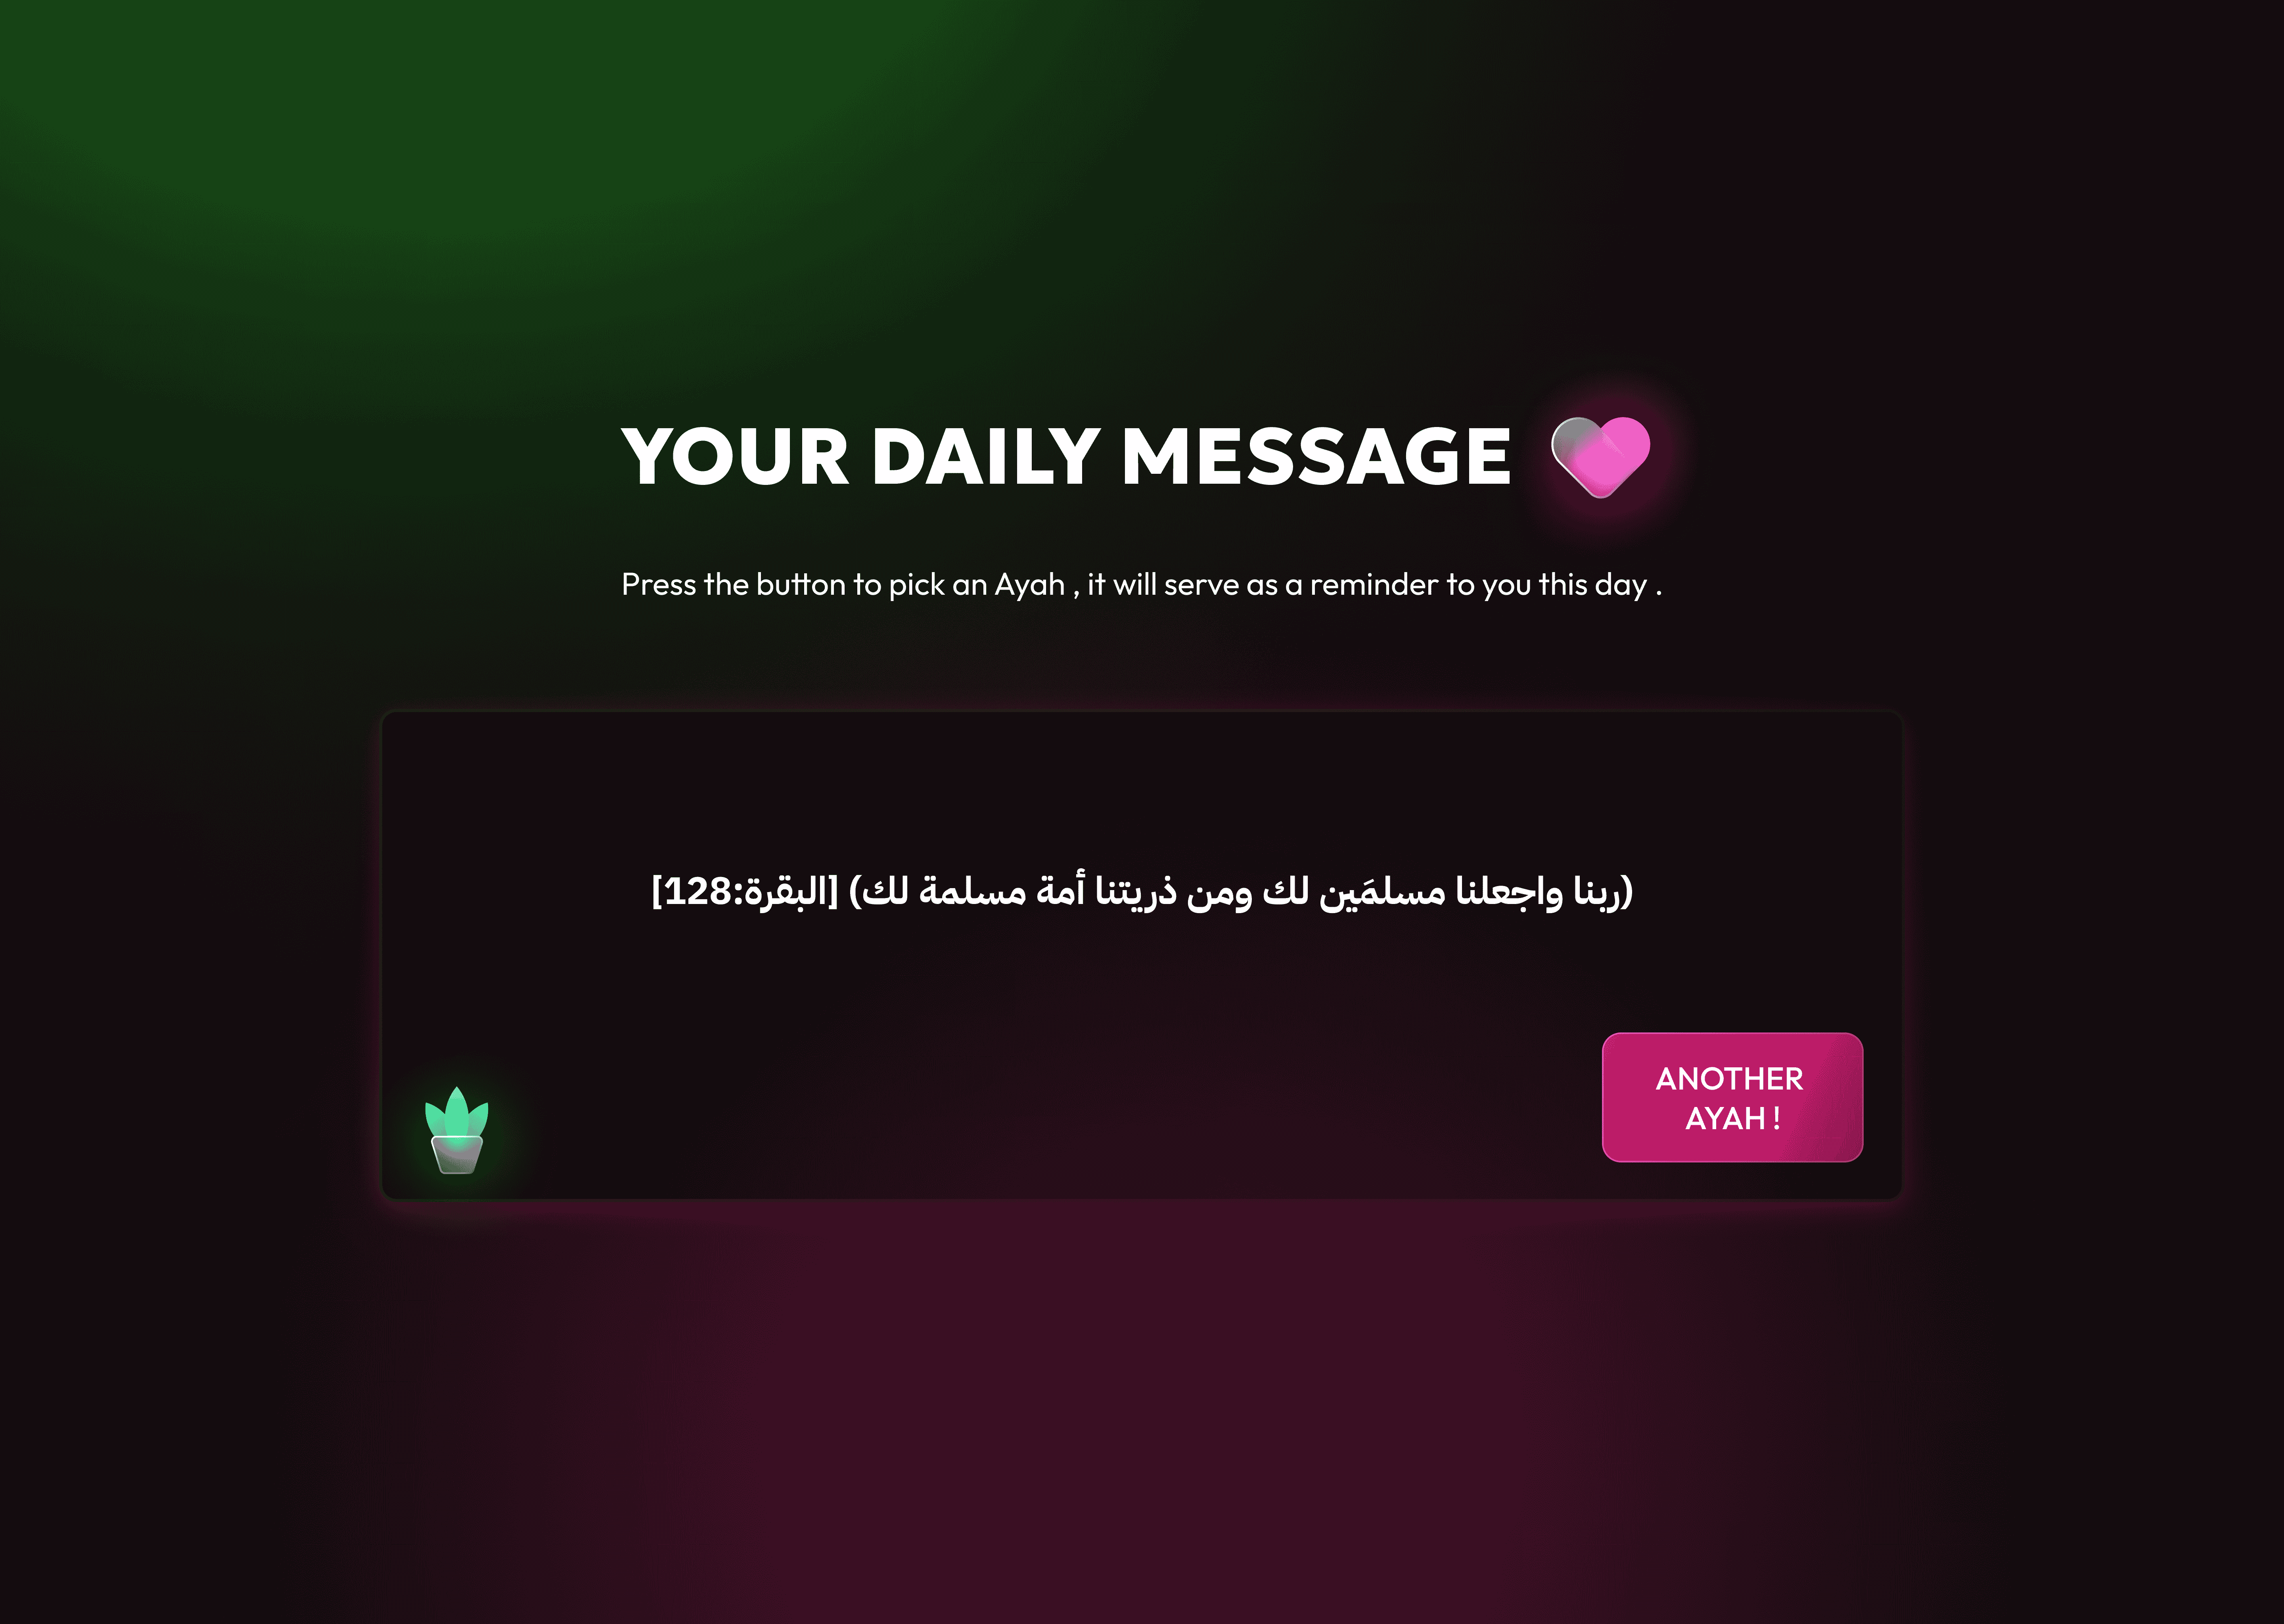 YOUR DAILY MESSAGE
Press the button to pick an Ayah , it will serve as a reminder to you this day .
(ربنا واجعلنا مسلمَين لك ومن ذريتنا أمة مسلمة لك) [البقرة:128]
ANOTHER
AYAH !